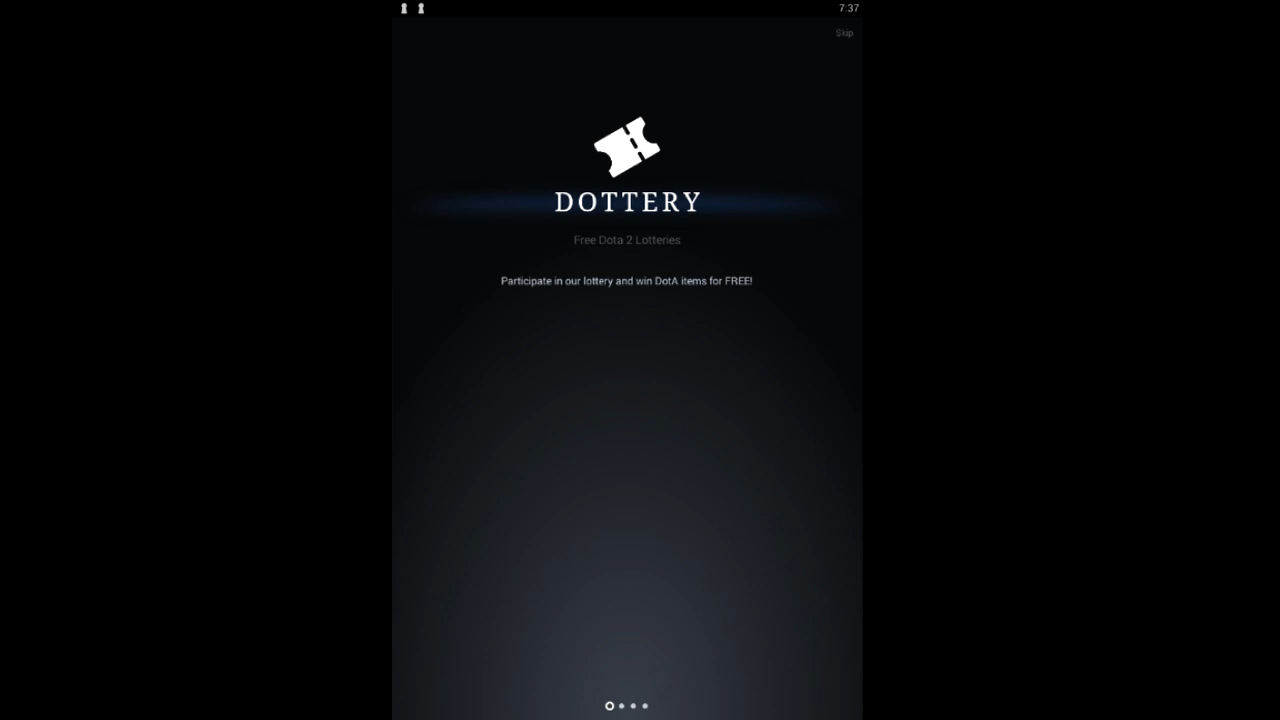 7:37
Skip
DOTTERY
Free Dota 2 Lotteries
Participate in our lottery and win DotA items for FREE!